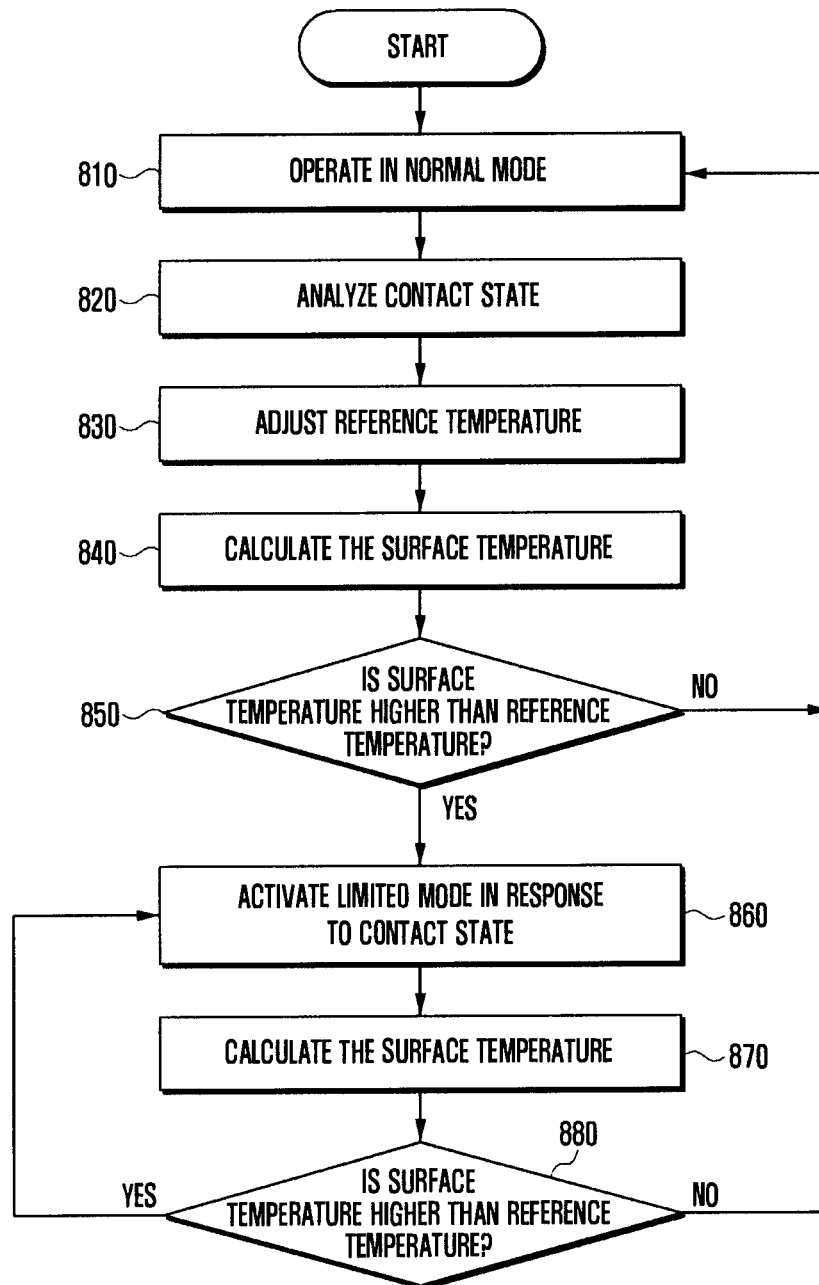 START
810
OPERATE IN NORMAL MODE
820
ANALYZE CONTACT STATE
830
ADJUST REFERENCE TEMPERATURE
840
CALCULATE THE SURFACE TEMPERATURE
850
IS SURFACE
TEMPERATURE HIGHER THAN REFERENCE
TEMPERATURE?
NO
YES
ACTIVATE LIMITED MODE IN RESPONSE
TO CONTACT STATE
860
CALCULATE THE SURFACE TEMPERATURE
870
880
YES
IS SURFACE
TEMPERATURE HIGHER THAN REFERENCE
TEMPERATURE?
NO